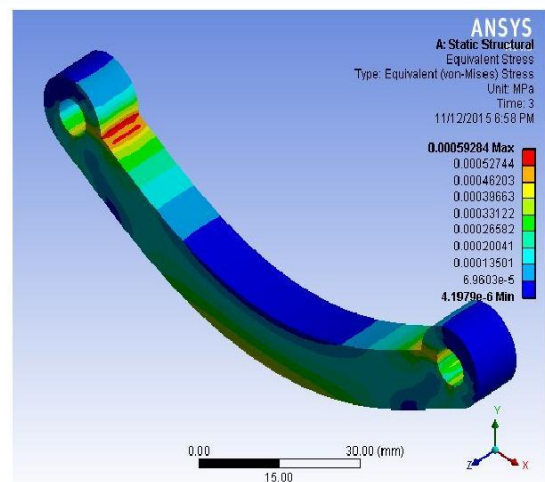 ANSYS
A: Static Structural
Equivalent Stress
Type: Equivalent (von-Mises) Stress
Unit: MPa
Time: 3
11/12/2015 6:58 PM
0.00059284 Max
0.00052744
0.00046203
0.00039663
0.00033122
0.00026582
0.00020041
0.00013501
6.9603e-5
4.1979e-6 Min
0.00
30.00 (mm)
15.00
Y
Z
X